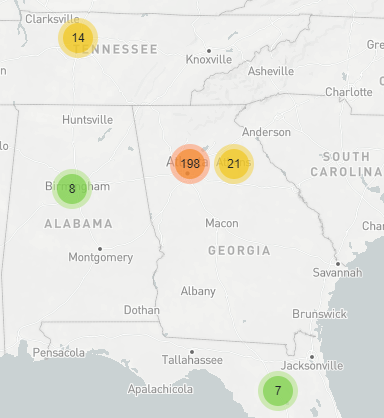 Clarksville
14
TENNESSEE
Knoxville
Asheville
Charlotte
Huntsville
Anderson
198
21
SOUTH
CAROLINA
8
Birmingham
ALABAMA
Macon
GEORGIA
Montgomery
Savannah
Albany
Dothan
Brunswick
Pensacola
Tallahassee
Jacksonville
Apalachicola
7